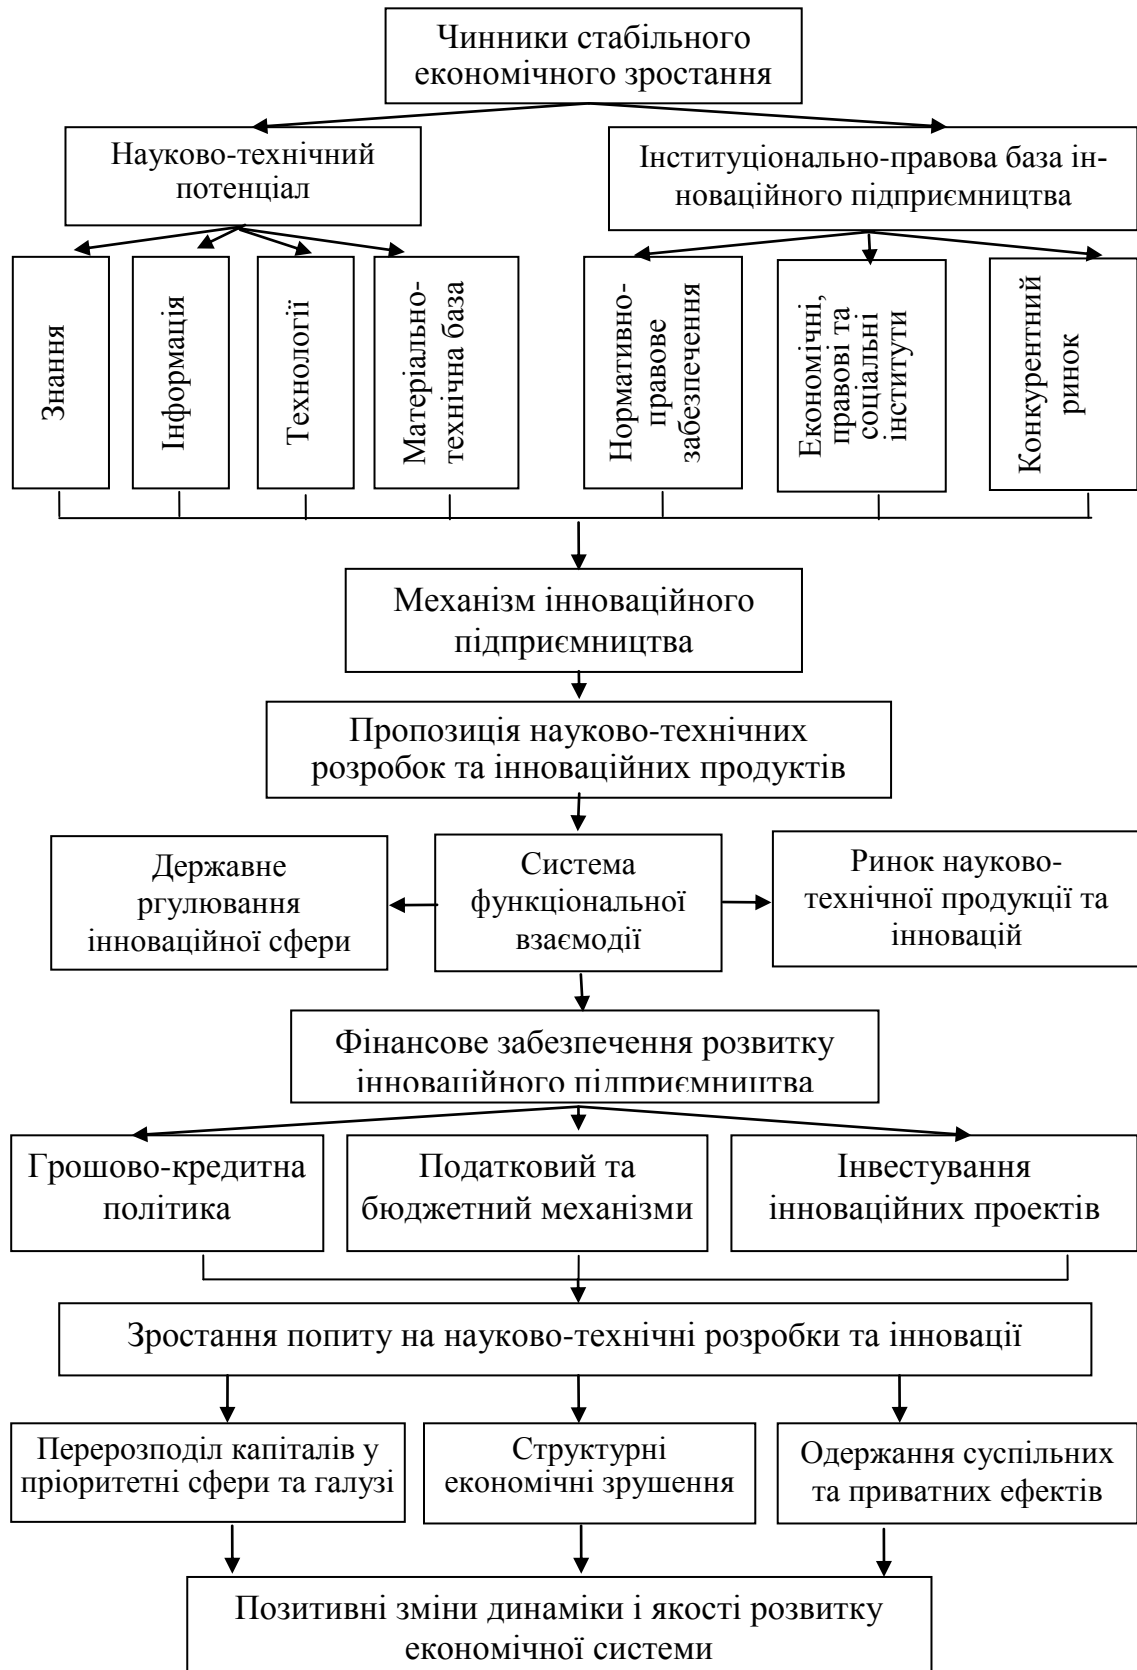 Чинники стабільного
економічного зростання
Науково-технічний
потенціал
Інституціонально-правова база ін-
новаційного підприємництва
Знання
Інформація
Технології
Матеріально-
технічна база
Нормативно-
правове
забезпечення
Економічні,
правові та
соціальні
інститути
Конкурентний
ринок
Механізм інноваційного
підприємництва
Пропозиція науково-технічних
розробок та інноваційних продуктів
Державне
ргулювання
інноваційної сфери
Система
функціональної
взаємодії
Ринок науково-
технічної продукції та
інновацій
Фінансове забезпечення розвитку
інноваційного підприємництва
Грошово-кредитна
політика
Податковий та
бюджетний механізми
Інвестування
інноваційних проектів
Зростання попиту на науково-технічні розробки та інновації
Перерозподіл капіталів у
пріоритетні сфери та галузі
Структурні
економічні зрушення
Одержання суспільних
та приватних ефектів
Позитивні зміни динаміки і якості розвитку
економічної системи